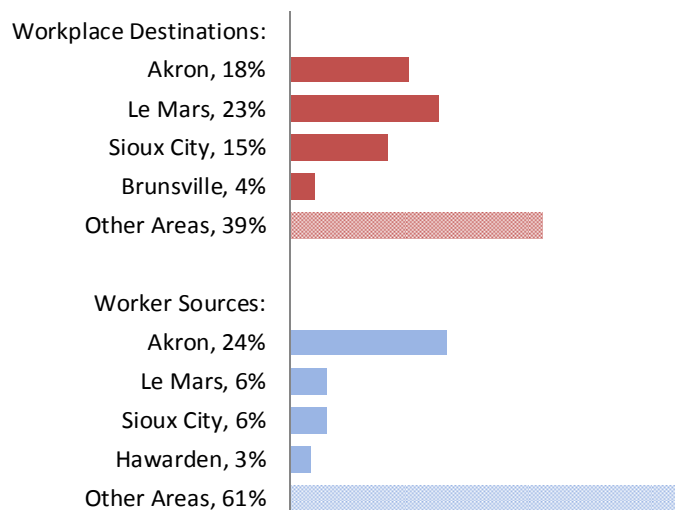 Workplace Destinations:
Akron, 18%
Le Mars, 23%
Sioux City, 15%
Brunsville, 4%
Other Areas, 39%
Worker Sources:
Akron, 24%
Le Mars, 6%
Sioux City, 6%
Hawarden, 3%
Other Areas, 61%